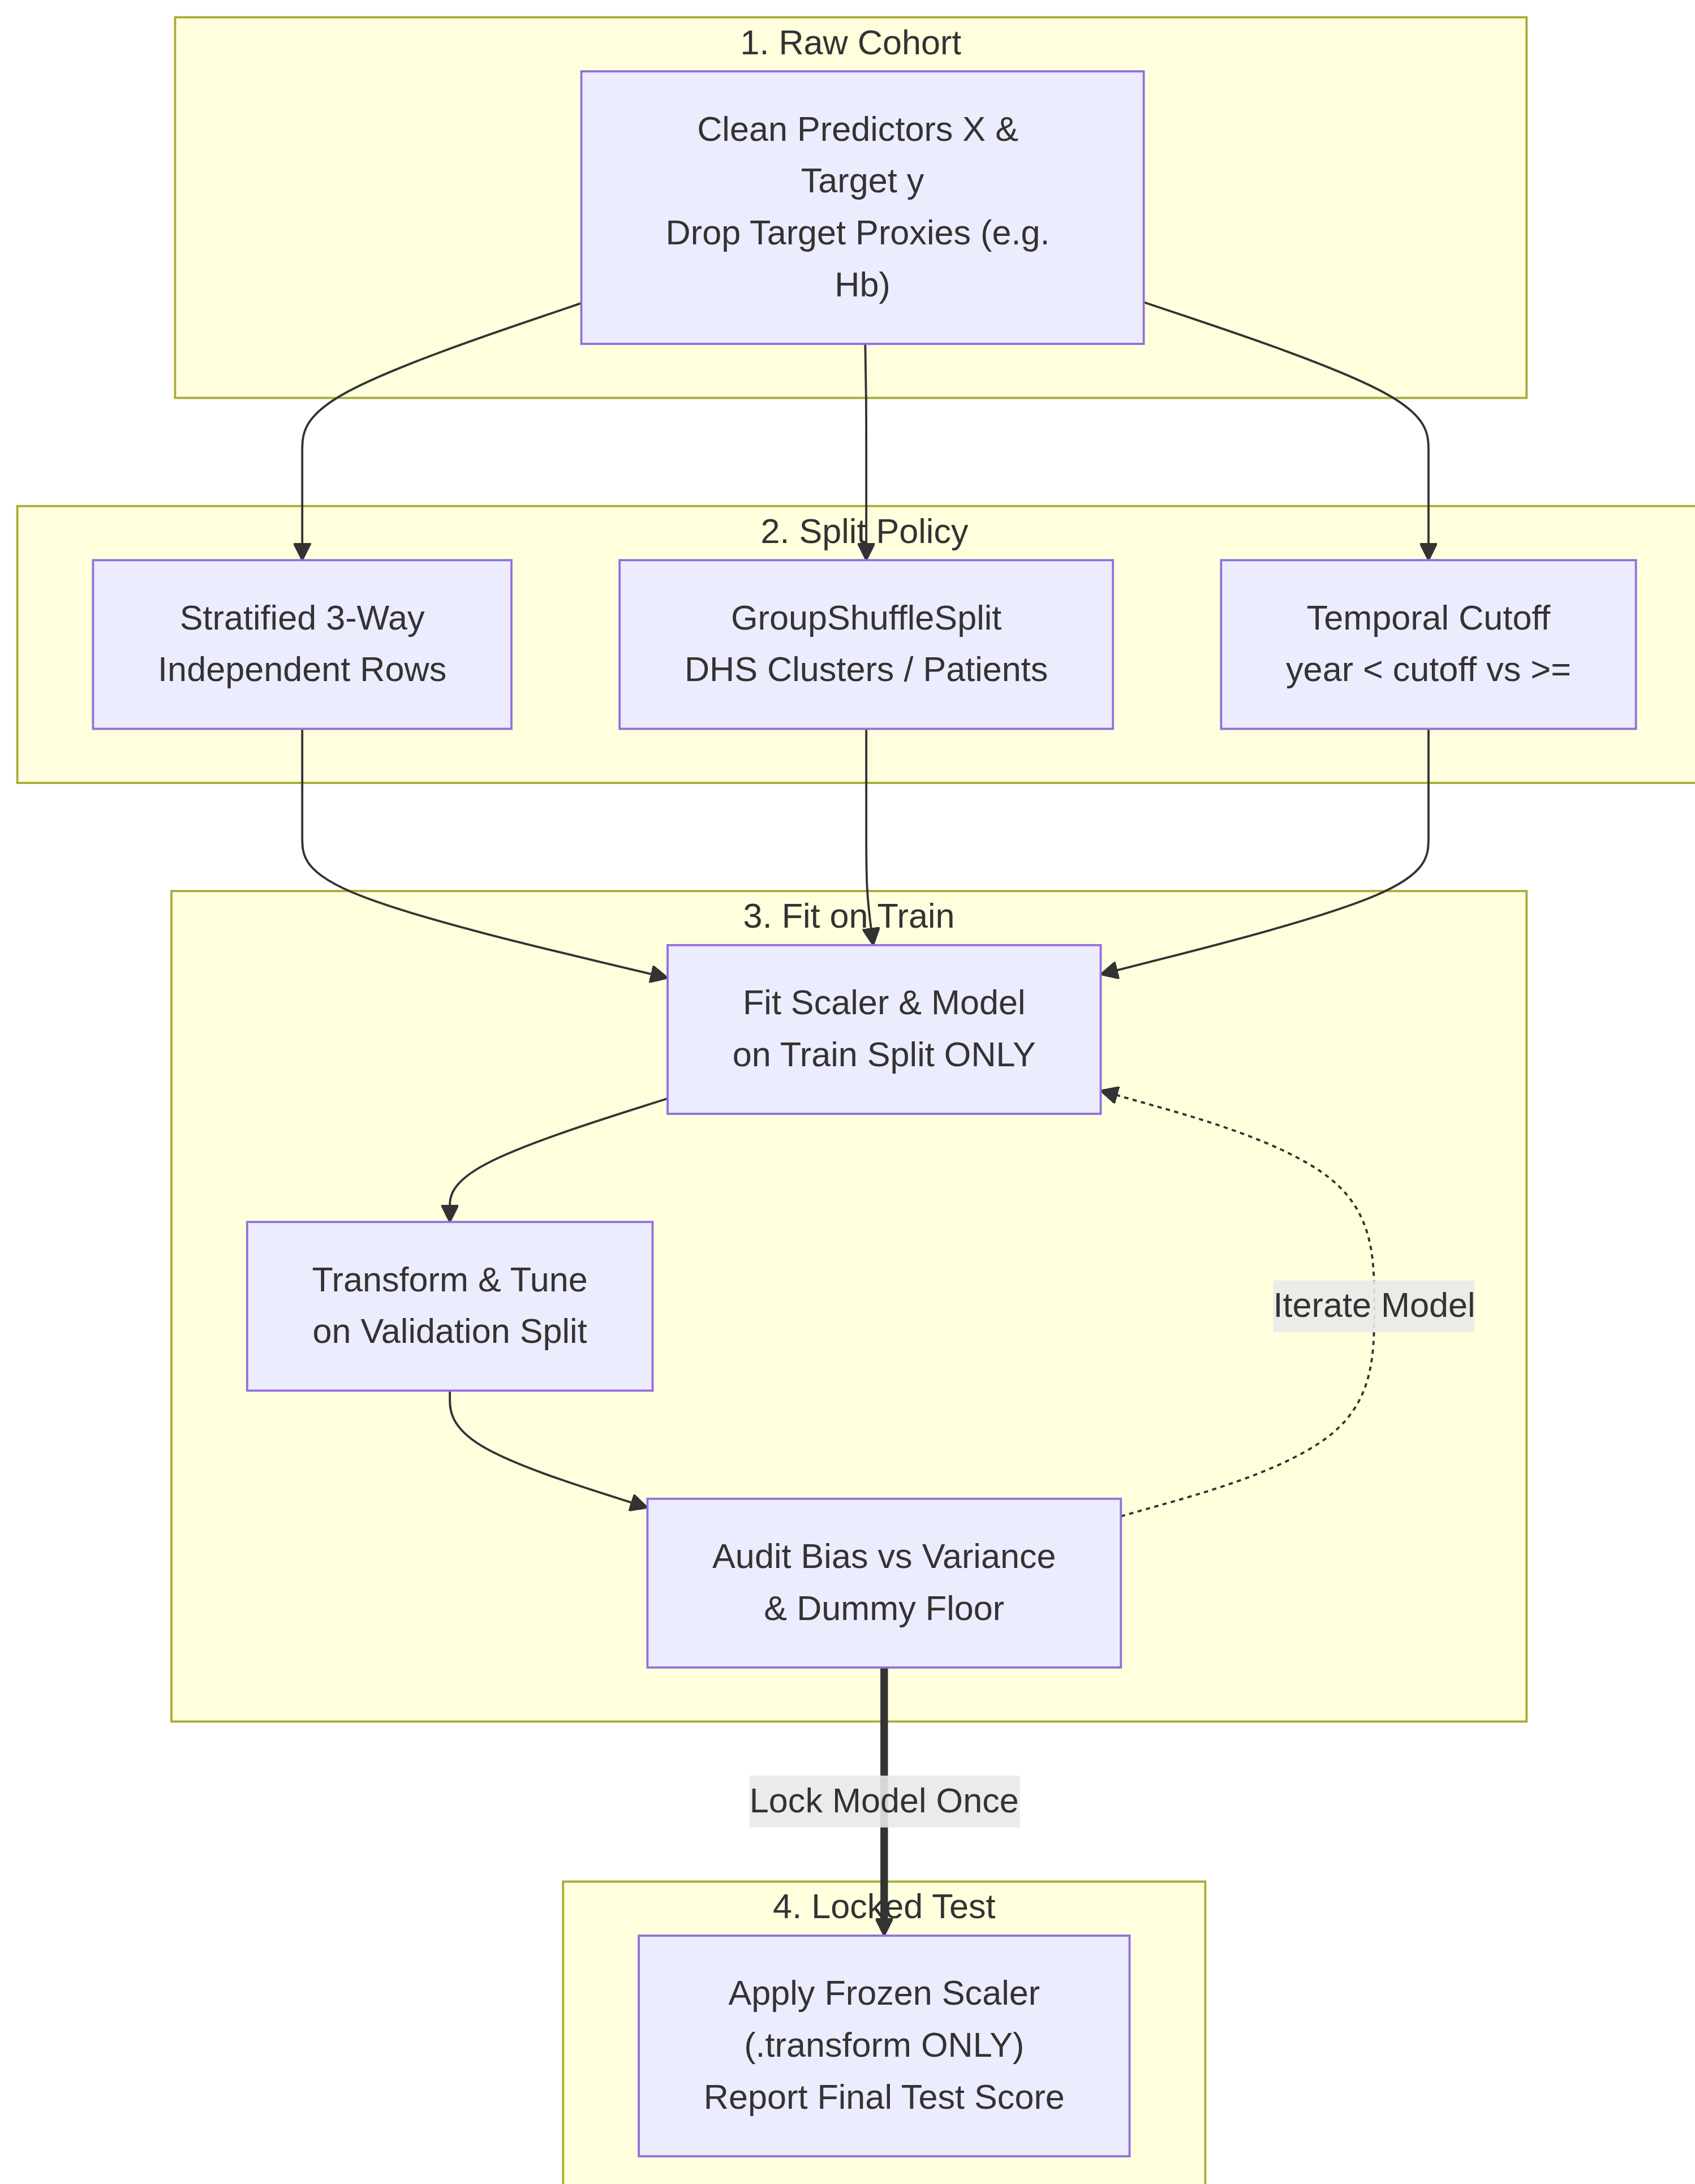 1. Raw Cohort
Clean Predictors X &
Target y
Drop Target Proxies (e.g.
Hb)
2. Split Policy
Stratified 3-Way
Independent Rows
GroupShuffleSplit
DHS Clusters / Patients
Temporal Cutoff
year < cutoff vs >=
3. Fit on Train
Fit Scaler & Model
on Train Split ONLY
Transform & Tune
on Validation Split
Iterate Model
Audit Bias vs Variance
& Dummy Floor
Lock Model Once
4. Locked Test
Apply Frozen Scaler
(.transform ONLY)
Report Final Test Score